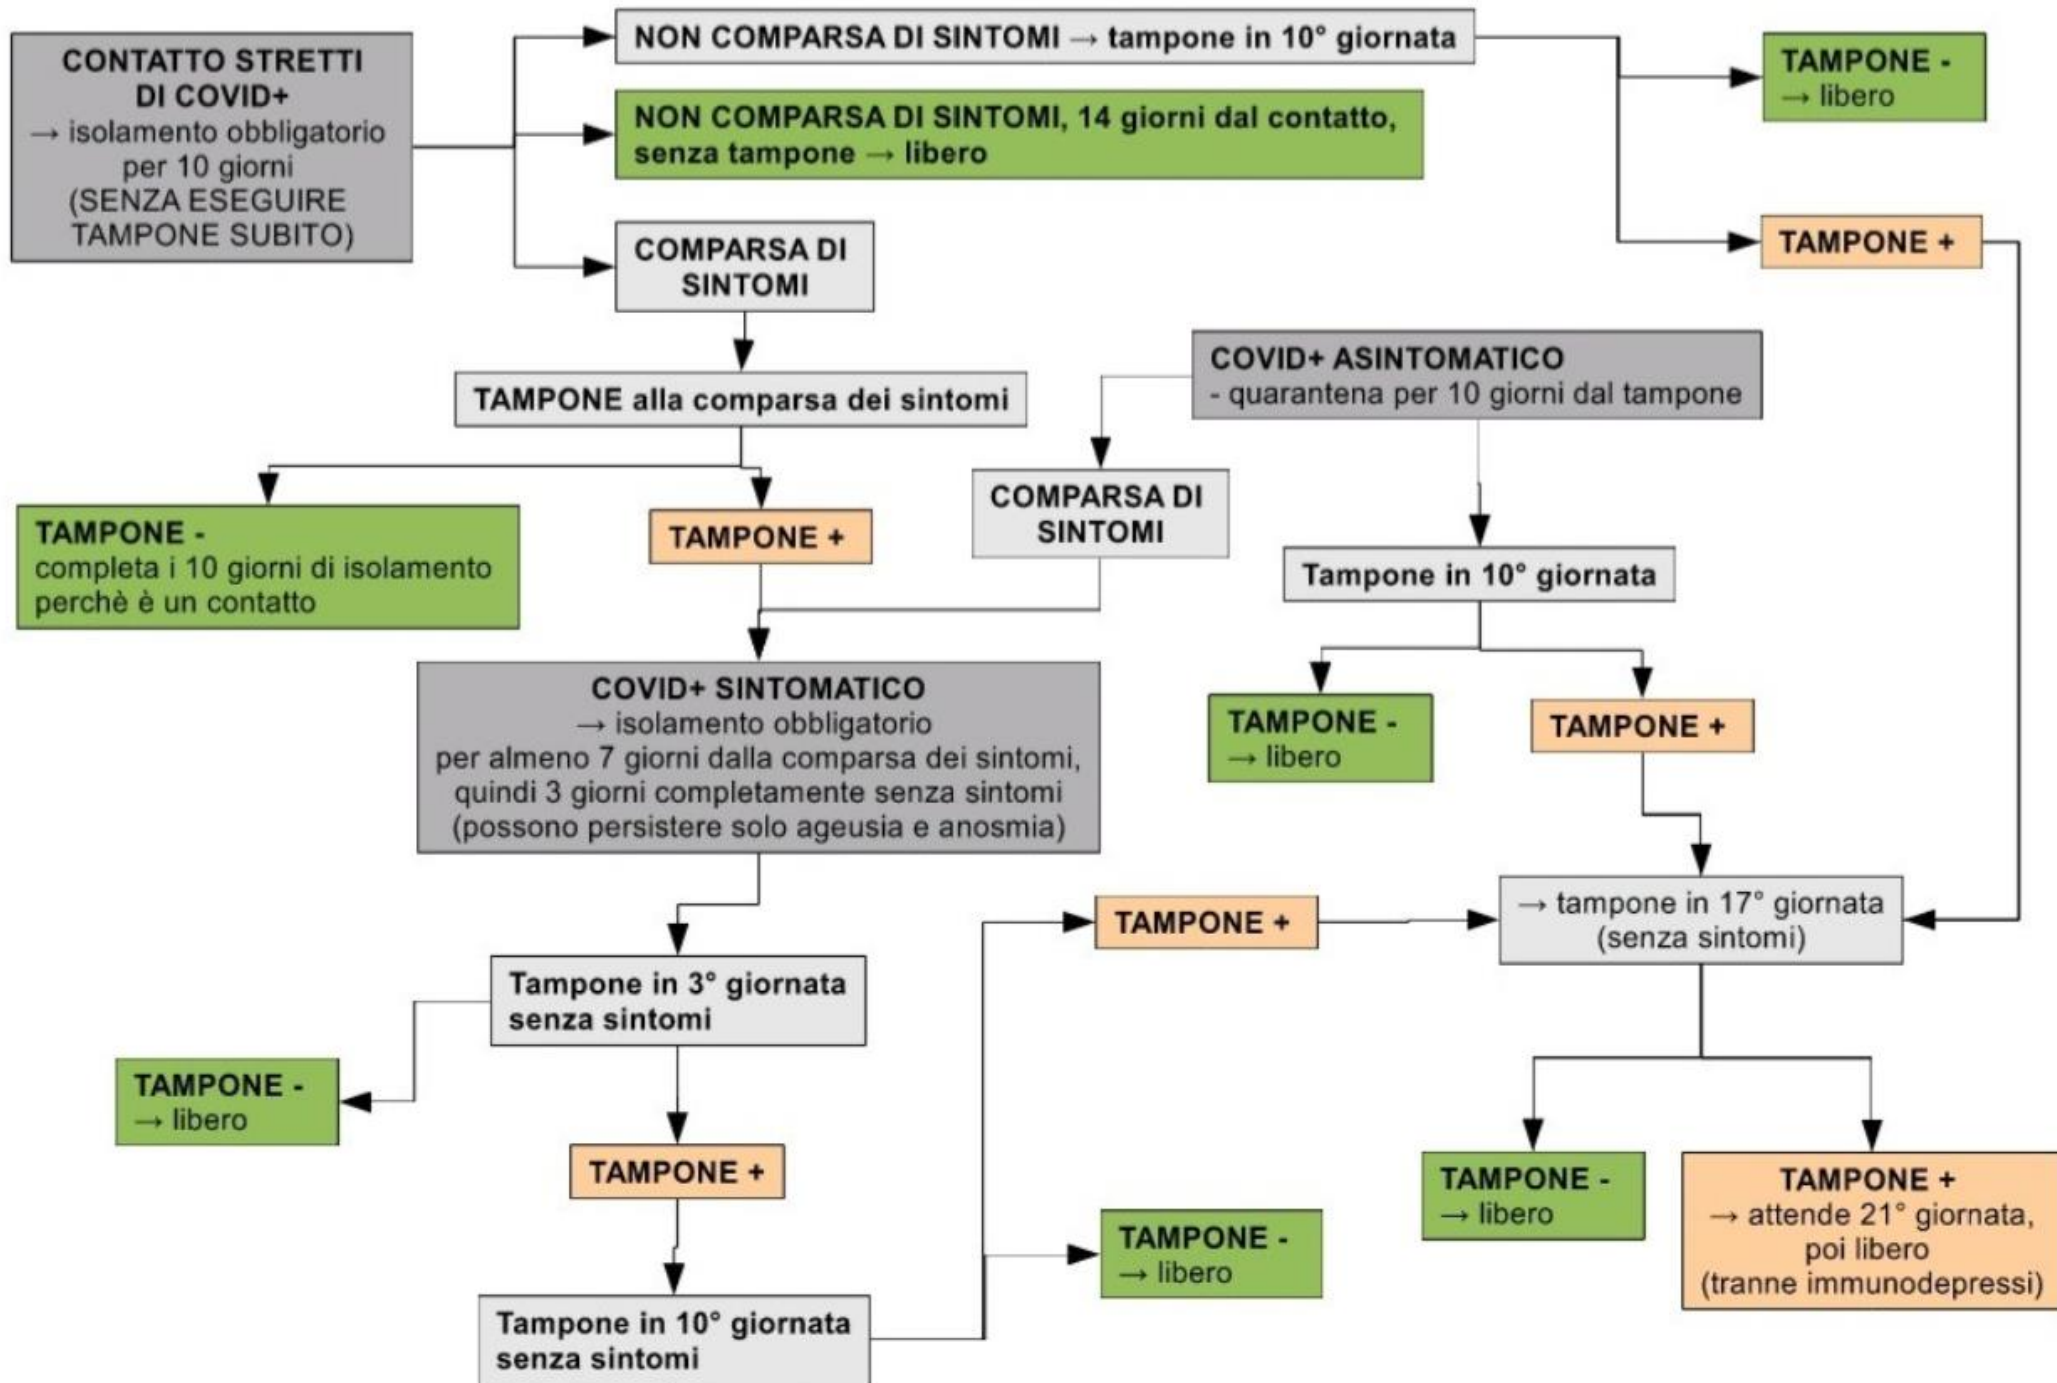 CONTATTO STRETTI
DI COVID+
→ isolamento obbligatorio
per 10 giorni
(SENZA ESEGUIRE
TAMPONE SUBITO)
NON COMPARSA DI SINTOMI → tampone in 10° giornata
TAMPONE -
→ libero
NON COMPARSA DI SINTOMI, 14 giorni dal contatto,
senza tampone → libero
TAMPONE +
COMPARSA DI
SINTOMI
TAMPONE alla comparsa dei sintomi
COVID+ ASINTOMATICO
- quarantena per 10 giorni dal tampone
TAMPONE -
completa i 10 giorni di isolamento
perchè è un contatto
TAMPONE +
COMPARSA DI
SINTOMI
Tampone in 10° giornata
COVID+ SINTOMATICO
→ isolamento obbligatorio
per almeno 7 giorni dalla comparsa dei sintomi,
quindi 3 giorni completamente senza sintomi
(possono persistere solo ageusia e anosmia)
TAMPONE -
→ libero
TAMPONE +
TAMPONE +
→ tampone in 17° giornata
(senza sintomi)
Tampone in 3° giornata
senza sintomi
TAMPONE -
→ libero
TAMPONE +
TAMPONE -
→ libero
TAMPONE -
→ libero
TAMPONE +
→ attende 21° giornata,
poi libero
(tranne immunodepressi)
Tampone in 10° giornata
senza sintomi